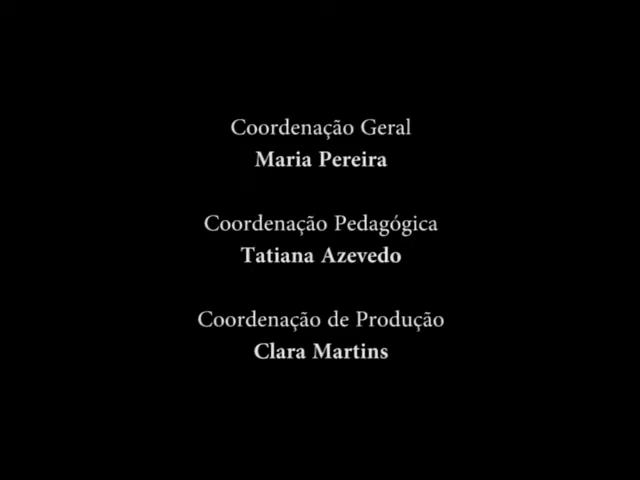 Coordenação Geral
Maria Pereira
Coordenação Pedagógica
Tatiana Azevedo
Coordenação de Produção
Clara Martins